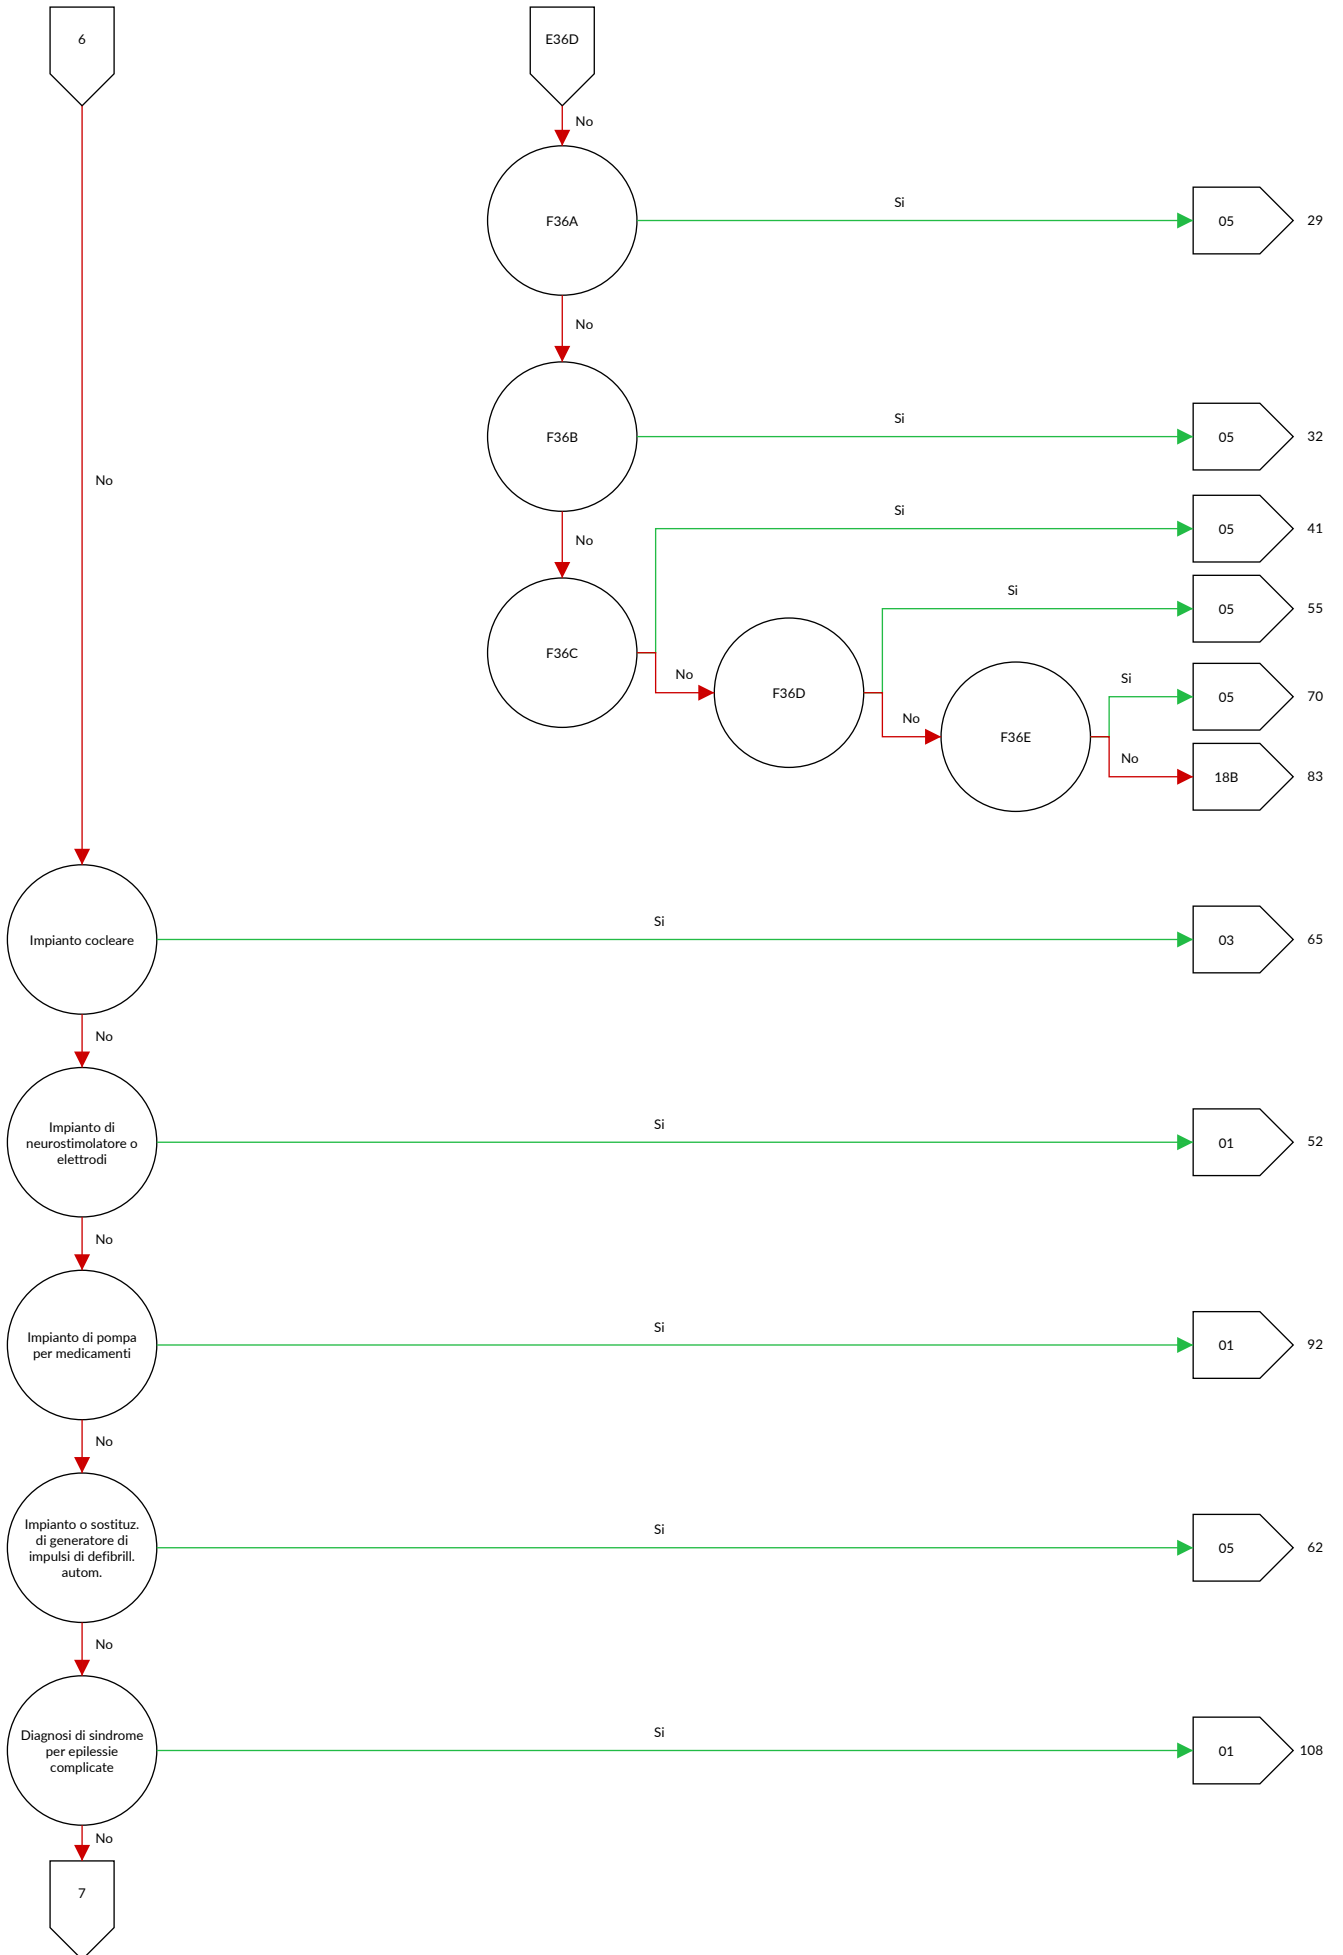 6
E36D
No
F36A
Si
05
29
No
F36B
Si
05
32
No
No
Si
05
41
F36C
No
Si
05
55
F36D
No
Si
05
70
F36E
No
18B
83
Impianto cocleare
Si
03
65
No
Impianto di
neurostimolatore o
elettrodi
Si
01
52
No
Impianto di pompa
per medicamenti
Si
01
92
No
Impianto o sostituz.
di generatore di
impulsi di defibrill.
autom.
Si
05
62
No
Diagnosi di sindrome
per epilessie
complicate
Si
01
108
No
7